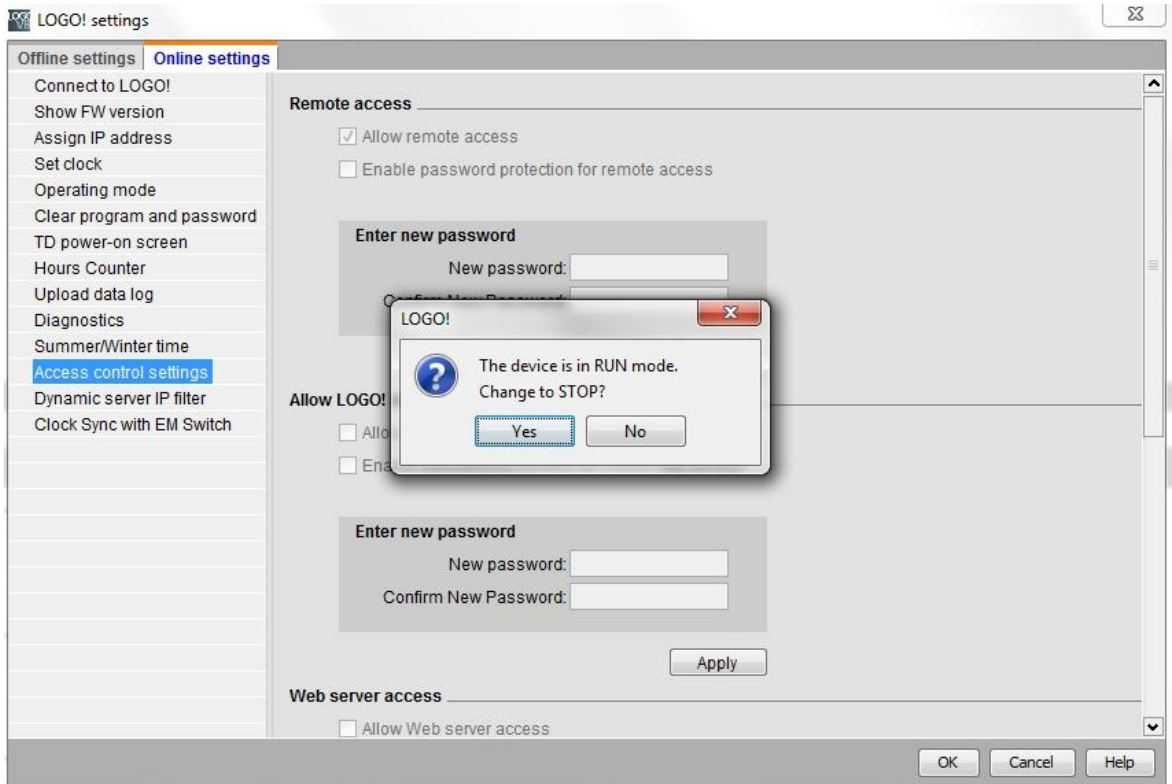 LOGO! settings
Offline settings
Online settings
Connect to LOGO!
Show FW version
Assign IP address
Set clock
Operating mode
Clear program and password
TD power-on screen
Hours Counter
Upload data log
Diagnostics
Summer/Winter time
Access control settings
Dynamic server IP filter
Clock Sync with EM Switch
Remote access
Allow remote access
Enable password protection for remote access
Enter new password
New password:
LOGO!
The device is in RUN mode.
Change to STOP?
Yes No
Allow LOGO!
Enter new password
New password:
Confirm New Password:
Apply
Web server access
Allow Web server access
OK Cancel Help